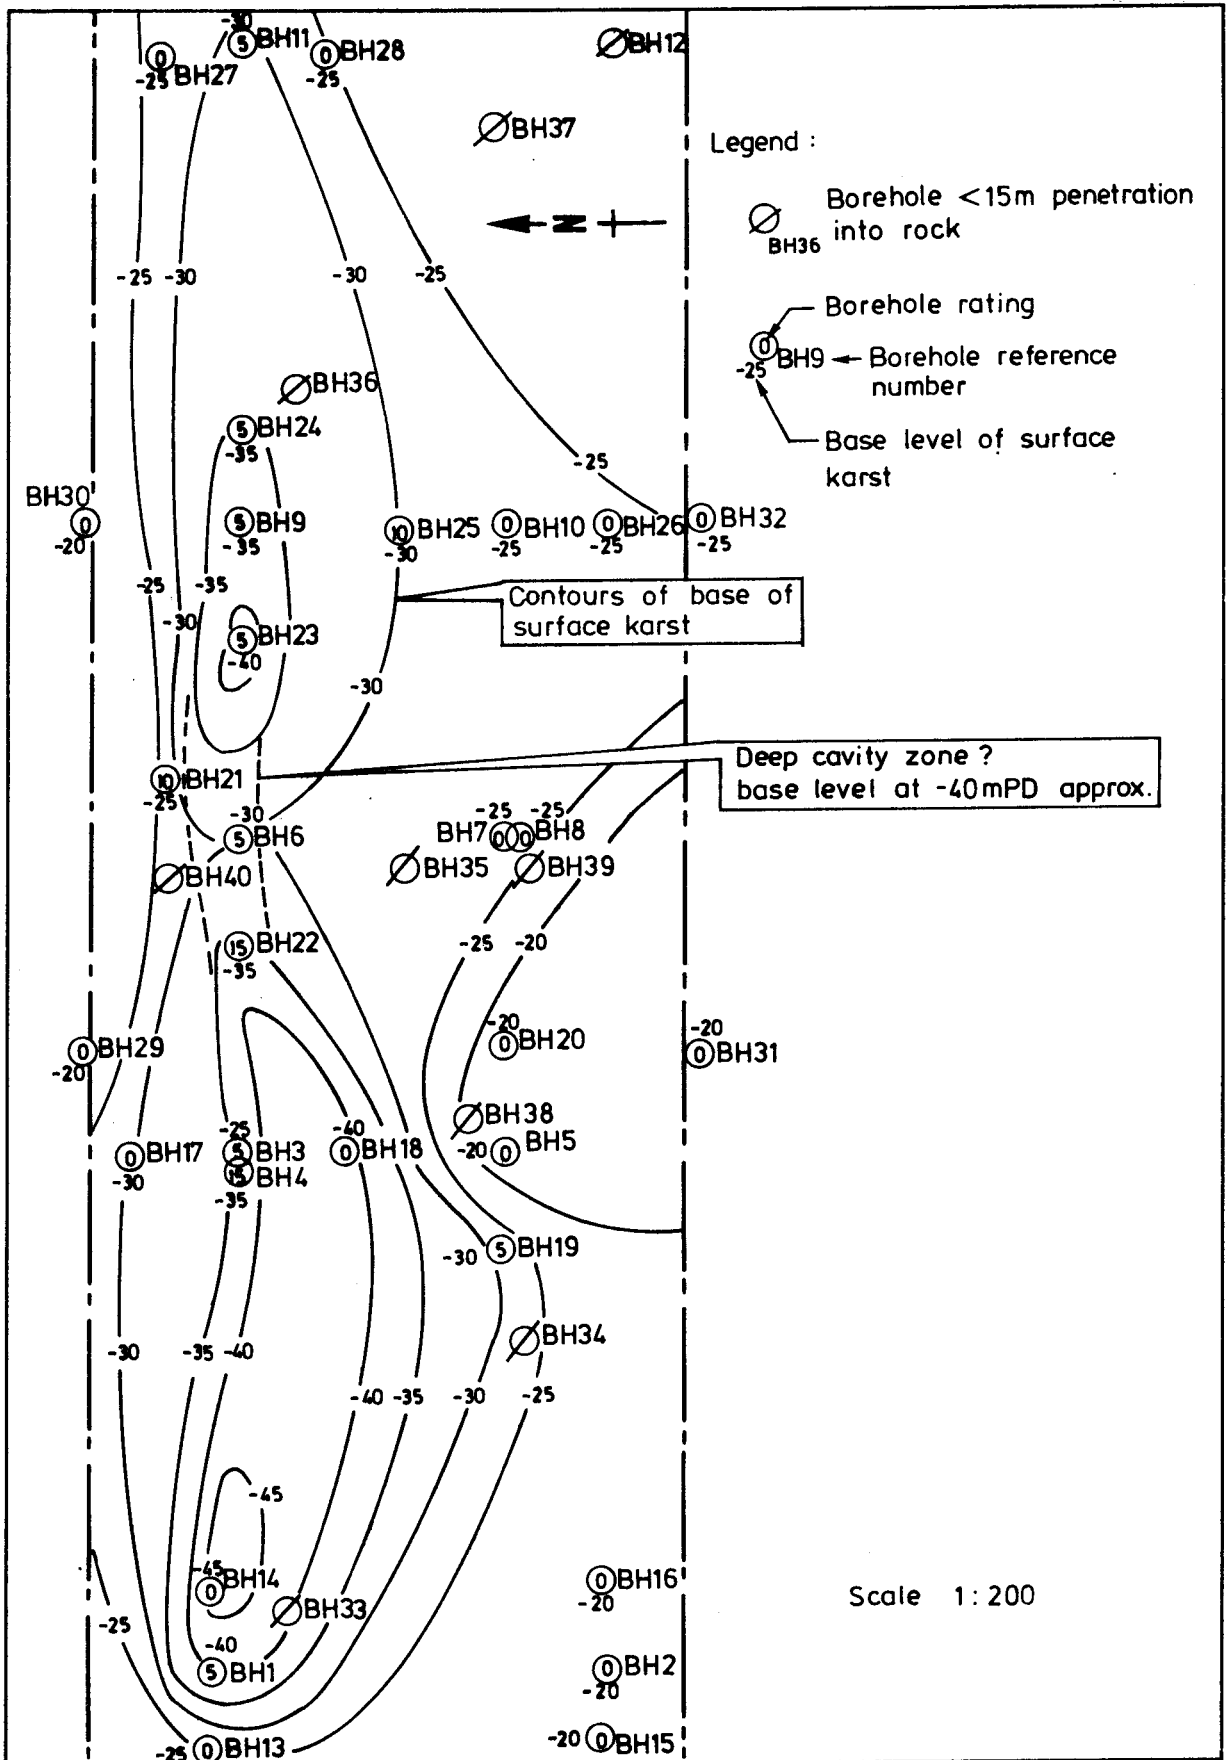 -30
5 BH11
0 BH28
BH12
0
-25 BH27
-25
BH37
Legend :
Borehole <15m penetration
into rock
BH36
N
Borehole rating
0
-25 BH9
Borehole reference
number
Base level of surface
karst
-25 -30
-30 -25
BH36
5 BH24
-35
-25
BH30
0
-20
5 BH9
-35
10 BH25
-30
0 BH10
-25
0 BH26
-25
0 BH32
-25
-25
-35
Contours of base of
surface karst
-30
5 BH23
-40
-30
Deep cavity zone ?
base level at -40mPD approx.
10 BH21
-25
-30
5 BH6
-25 -25
BH7 0 0 BH8
BH40
BH35
BH39
15 BH22
-35
-25 -20
-20
0 BH20
-20
0 BH31
0 BH29
-20
BH38
-25
5 BH3
15 BH4
-35
-40
0 BH18
-20 0 BH5
0 BH17
-30
-30 5 BH19
BH34
-30 -35 -40
-40 -35 -30 -25
-45
-45
0 BH14
BH33
0 BH16
-20
Scale 1:200
-25
-40
5 BH1
0 BH2
-20
-25 0 BH13
-20 0 BH15